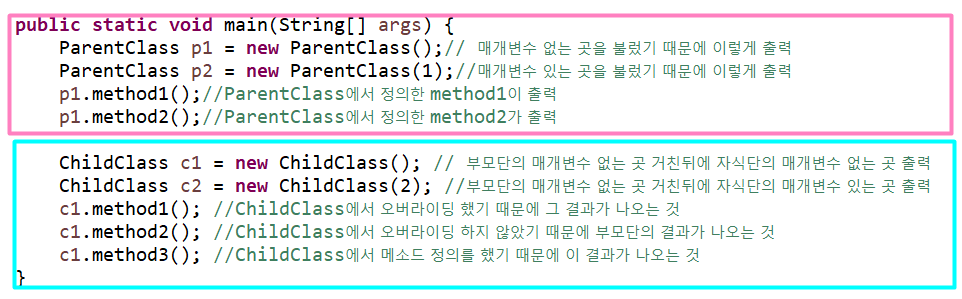 public static void main(String[] args) {
ParentClass p1 = new ParentClass();// 매개변수 없는 곳을 불렀기 때문에 이렇게 출력
ParentClass p2 = new ParentClass(1);//매개변수 있는 곳을 불렀기 때문에 이렇게 출력
p1.method1();//ParentClass에서 정의한 method1이 출력
p1.method2();//ParentClass에서 정의한 method2가 출력
ChildClass c1 = new ChildClass(); // 부모단의 매개변수 없는 곳 거친뒤에 자식단의 매개변수 없는 곳 출력
ChildClass c2 = new ChildClass(2); //부모단의 매개변수 없는 곳 거친뒤에 자식단의 매개변수 있는 곳 출력
c1.method1(); //ChildClass에서 오버라이딩 했기 때문에 그 결과가 나오는 것
c1.method2(); //ChildClass에서 오버라이딩 하지 않았기 때문에 부모단의 결과가 나오는 것
c1.method3(); //ChildClass에서 메소드 정의를 했기 때문에 이 결과가 나오는 것
}